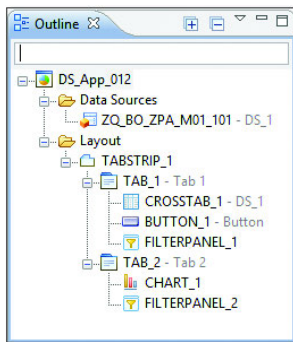 Outline
DS_App_012
Data Sources
ZQ_BO_ZPA_M01_101 - DS_1
Layout
TABSTRIP_1
TAB_1 - Tab 1
CROSSTAB_1 - DS_1
BUTTON_1 - Button
FILTERPANEL_1
TAB_2 - Tab 2
CHART_1
FILTERPANEL_2